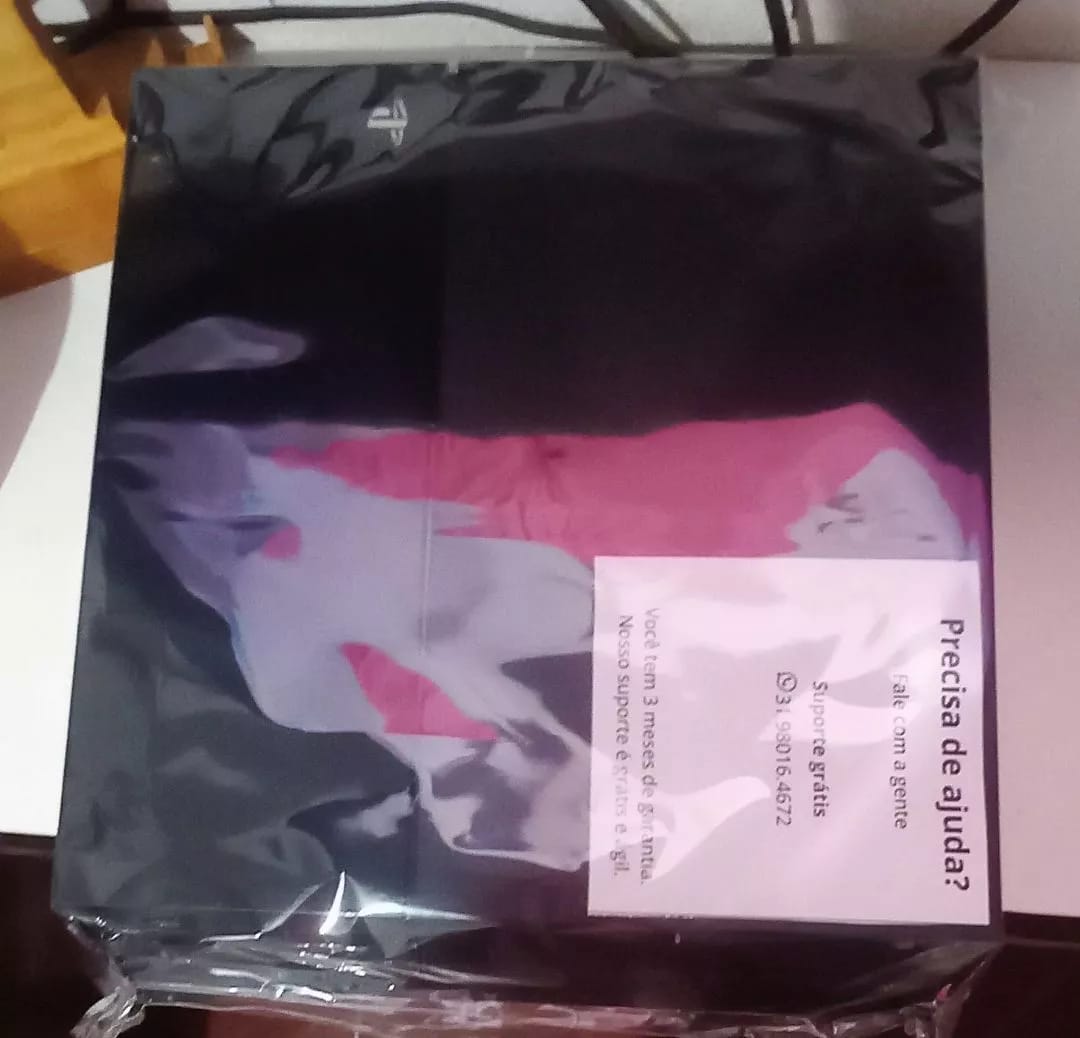 Precisa de ajuda?
Fale com a gente
Suporte grátis
31 98016.4672
Você tem 3 meses de garantia.
Nosso suporte é grátis e ágil.